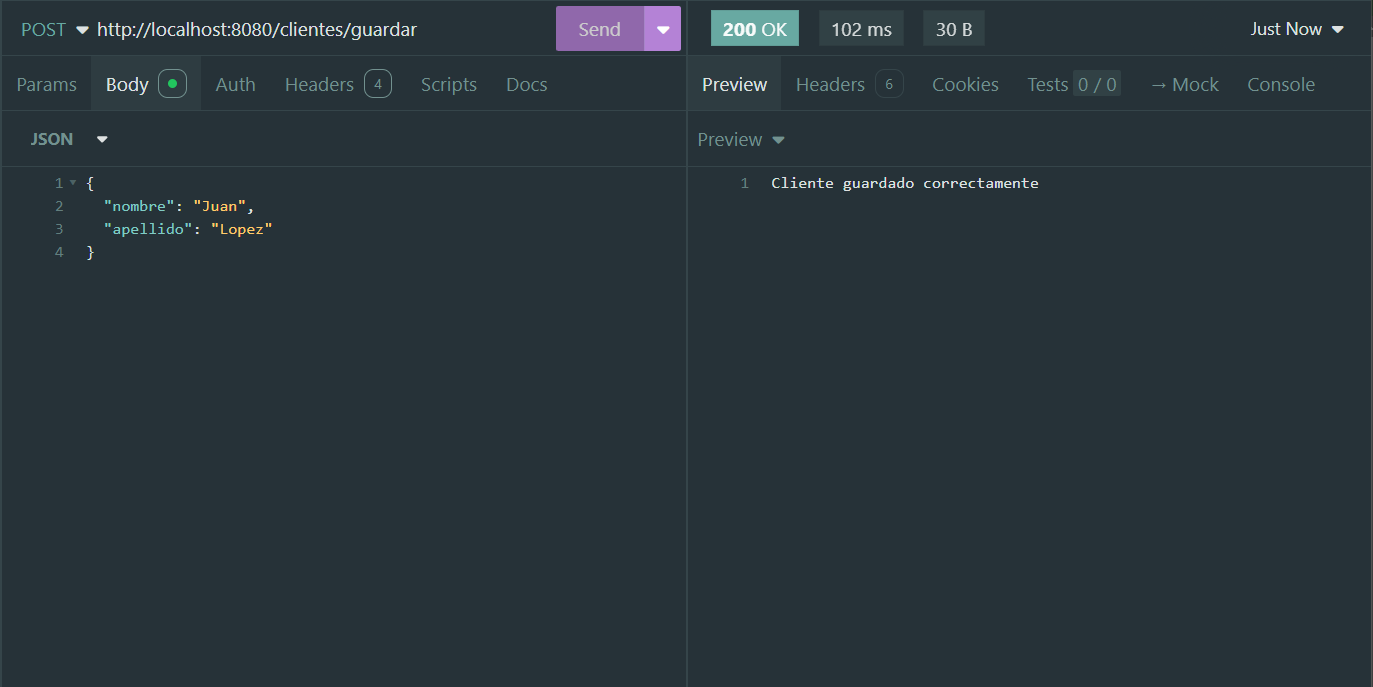 POST http://localhost:8080/clientes/guardar Send
200 OK 102 ms 30 B Just Now
Params Body Auth Headers 4 Scripts Docs
Preview Headers 6 Cookies Tests 0 / 0 → Mock Console
JSON
Preview
1 {
2 "nombre": "Juan",
3 "apellido": "Lopez"
4 }
1 Cliente guardado correctamente